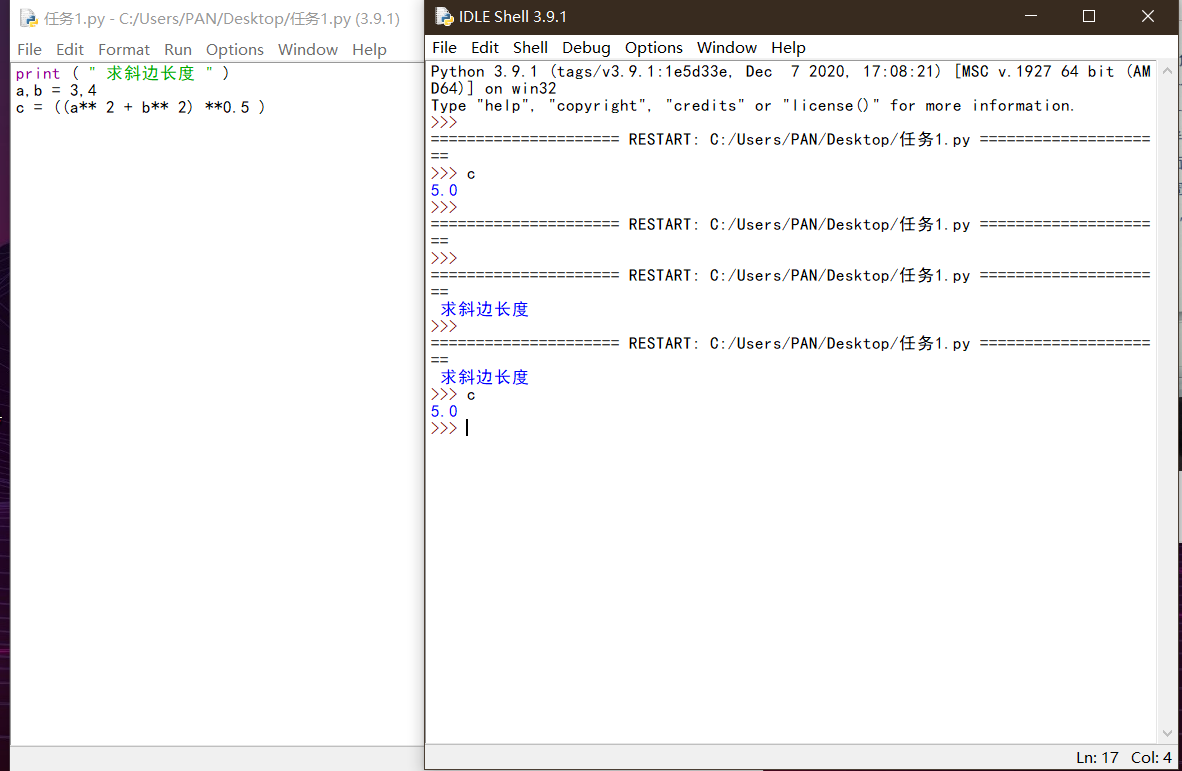 任务1.py - C:/Users/PAN/Desktop/任务1.py (3.9.1)
File Edit Format Run Options Window Help
print ( " 求斜边长度 " )
a,b = 3,4
c = ((a** 2 + b** 2) **0.5 )
IDLE Shell 3.9.1
File Edit Shell Debug Options Window Help
Python 3.9.1 (tags/v3.9.1:1e5d33e, Dec  7 2020, 17:08:21) [MSC v.1927 64 bit (AM
D64)] on win32
Type "help", "copyright", "credits" or "license()" for more information.
>>>
===================== RESTART: C:/Users/PAN/Desktop/任务1.py ===================
==
>>> c
5.0
>>>
===================== RESTART: C:/Users/PAN/Desktop/任务1.py ===================
==
>>>
===================== RESTART: C:/Users/PAN/Desktop/任务1.py ===================
==
 求斜边长度
>>>
===================== RESTART: C:/Users/PAN/Desktop/任务1.py ===================
==
 求斜边长度
>>> c
5.0
>>>
Ln: 17 Col: 4